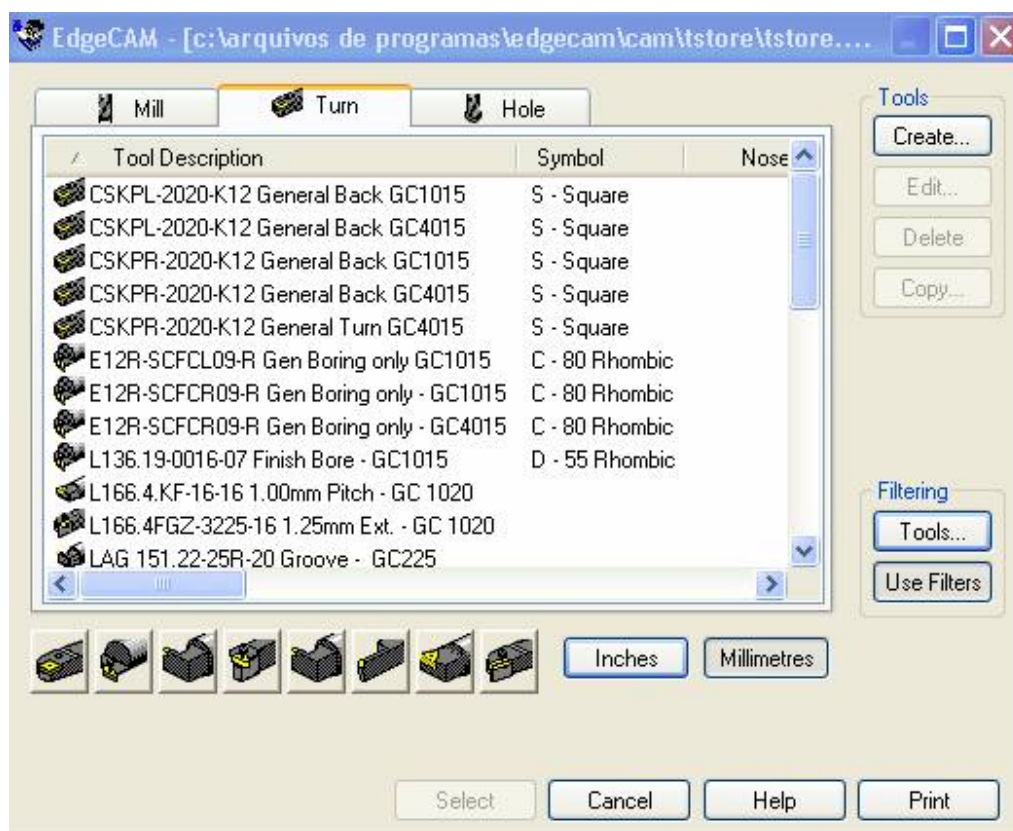 EdgeCAM - [c:\arquivos de programas\edgecam\cam\tstore\tstore....
Mill Turn Hole
Tool Description Symbol Nose
CSKPL-2020-K12 General Back GC1015 S - Square
CSKPL-2020-K12 General Back GC4015 S - Square
CSKPR-2020-K12 General Back GC1015 S - Square
CSKPR-2020-K12 General Back GC4015 S - Square
CSKPR-2020-K12 General Turn GC4015 S - Square
E12R-SCFCL09-R Gen Boring only GC1015 C - 80 Rhombic
E12R-SCFCR09-R Gen Boring only - GC1015 C - 80 Rhombic
E12R-SCFCR09-R Gen Boring only - GC4015 C - 80 Rhombic
L136.19-0016-07 Finish Bore - GC1015 D - 55 Rhombic
L166.4.KF-16-16 1.00mm Pitch - GC 1020
L166.4FGZ-3225-16 1.25mm Ext. - GC 1020
LAG 151.22-25R-20 Groove - GC225
Tools
Create...
Edit...
Delete
Copy...
Filtering
Tools...
Use Filters
Inches Millimetres
Select Cancel Help Print